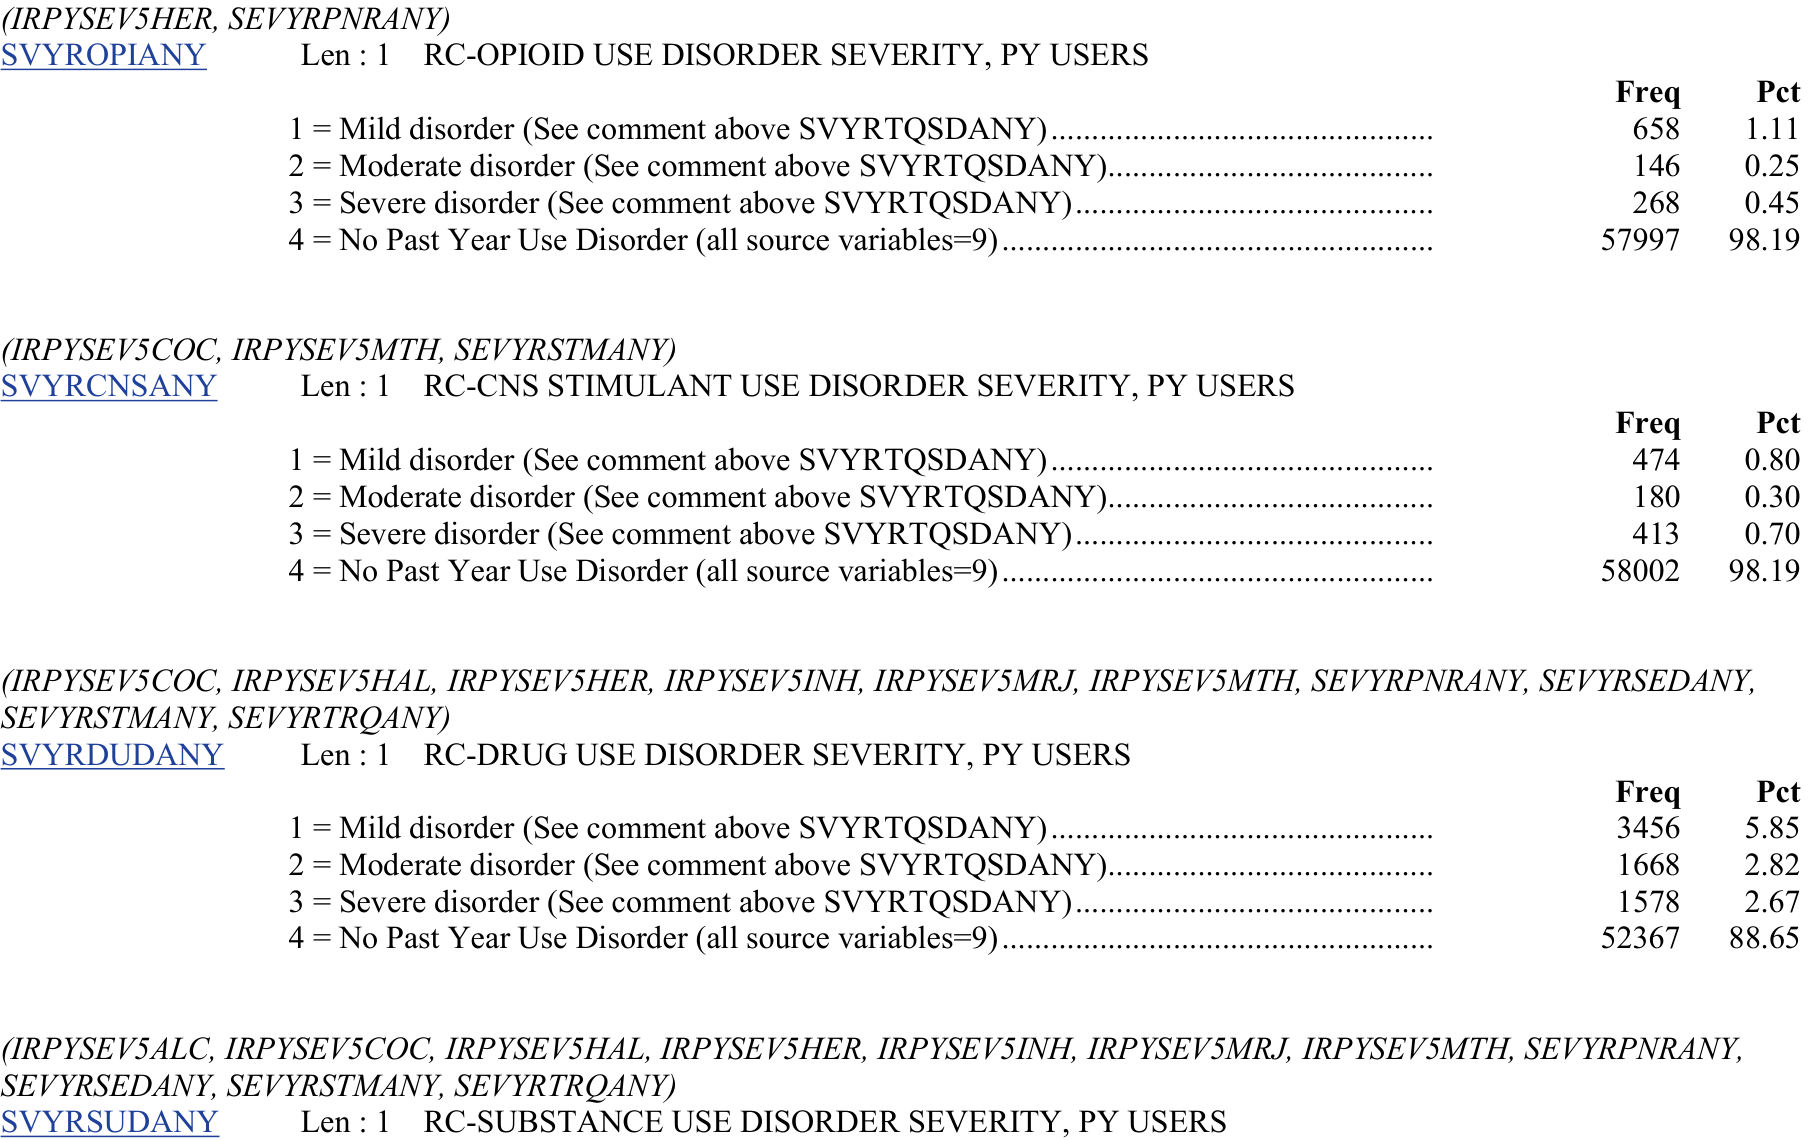 (IRPYSEV5HER, SEVYRPNRANY)
SVYROPIANY Len : 1 RC-OPIOID USE DISORDER SEVERITY, PY USERS
Freq Pct
1 = Mild disorder (See comment above SVYRTQSDANY)............................................... 658 1.11
2 = Moderate disorder (See comment above SVYRTQSDANY)........................................ 146 0.25
3 = Severe disorder (See comment above SVYRTQSDANY)............................................ 268 0.45
4 = No Past Year Use Disorder (all source variables=9)..................................................... 57997 98.19
(IRPYSEV5COC, IRPYSEV5MTH, SEVYRSTMANY)
SVYRCNSANY Len : 1 RC-CNS STIMULANT USE DISORDER SEVERITY, PY USERS
Freq Pct
1 = Mild disorder (See comment above SVYRTQSDANY)............................................... 474 0.80
2 = Moderate disorder (See comment above SVYRTQSDANY)........................................ 180 0.30
3 = Severe disorder (See comment above SVYRTQSDANY)............................................ 413 0.70
4 = No Past Year Use Disorder (all source variables=9)..................................................... 58002 98.19
(IRPYSEV5COC, IRPYSEV5HAL, IRPYSEV5HER, IRPYSEV5INH, IRPYSEV5MRJ, IRPYSEV5MTH, SEVYRPNRANY, SEVYRSEDANY,
SEVYRSTMANY, SEVYRTRQANY)
SVYRDUDANY Len : 1 RC-DRUG USE DISORDER SEVERITY, PY USERS
Freq Pct
1 = Mild disorder (See comment above SVYRTQSDANY)............................................... 3456 5.85
2 = Moderate disorder (See comment above SVYRTQSDANY)........................................ 1668 2.82
3 = Severe disorder (See comment above SVYRTQSDANY)............................................ 1578 2.67
4 = No Past Year Use Disorder (all source variables=9)..................................................... 52367 88.65
(IRPYSEV5ALC, IRPYSEV5COC, IRPYSEV5HAL, IRPYSEV5HER, IRPYSEV5INH, IRPYSEV5MRJ, IRPYSEV5MTH, SEVYRPNRANY,
SEVYRSEDANY, SEVYRSTMANY, SEVYRTRQANY)
SVYRSUDANY Len : 1 RC-SUBSTANCE USE DISORDER SEVERITY, PY USERS